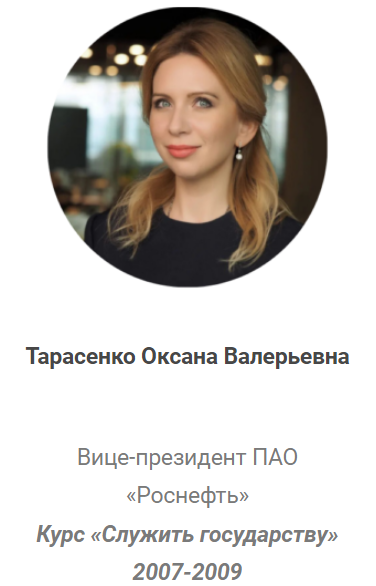 Тарасенко Оксана Валерьевна
Вице-президент ПАО
«Роснефть»
Курс «Служить государству»
2007-2009